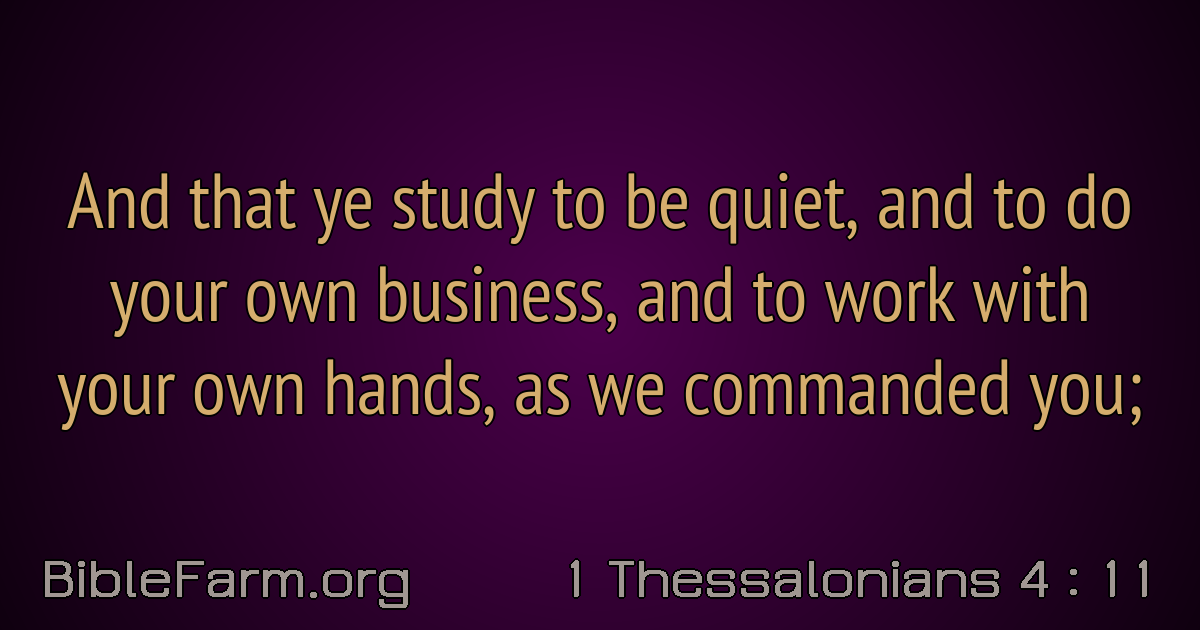 And that ye study to be quiet, and to do
your own business, and to work with
your own hands, as we commanded you;
BibleFarm.org
1 Thessalonians 4 : 11